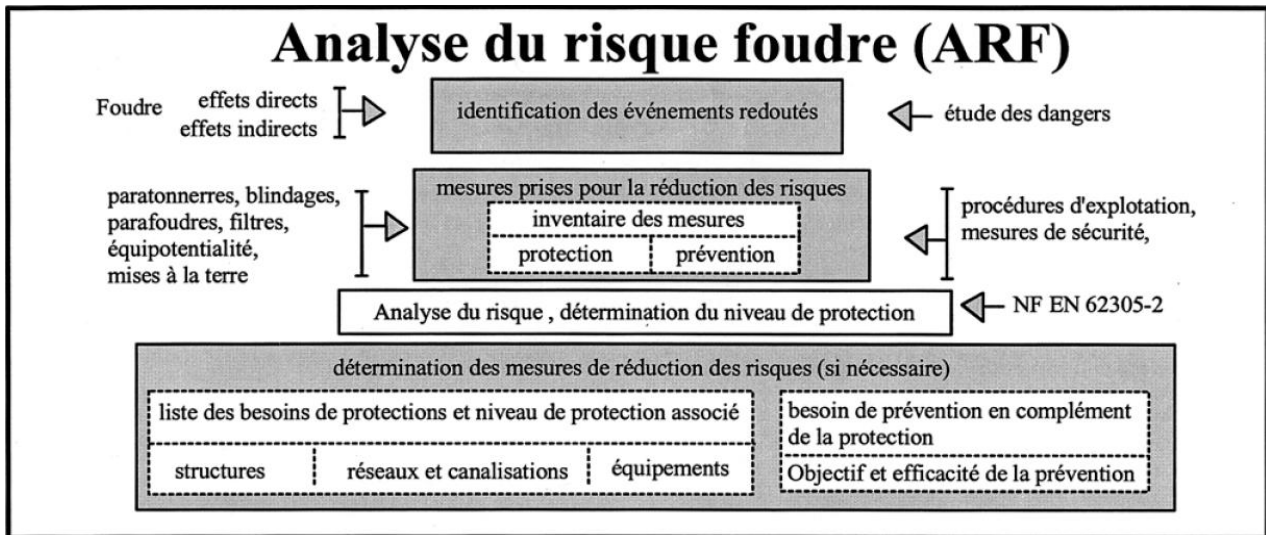 Analyse du risque foudre (ARF)
Foudre
effets directs
effets indirects
identification des événements redoutés
étude des dangers
paratonnerres, blindages,
parafoudres, filtres,
équipotentialité,
mises à la terre
mesures prises pour la réduction des risques
inventaire des mesures
protection
prévention
procédures d'explotation,
mesures de sécurité,
Analyse du risque , détermination du niveau de protection
NF EN 62305-2
détermination des mesures de réduction des risques (si nécessaire)
liste des besoins de protections et niveau de protection associé
structures
réseaux et canalisations
équipements
besoin de prévention en complément
de la protection
Objectif et efficacité de la prévention